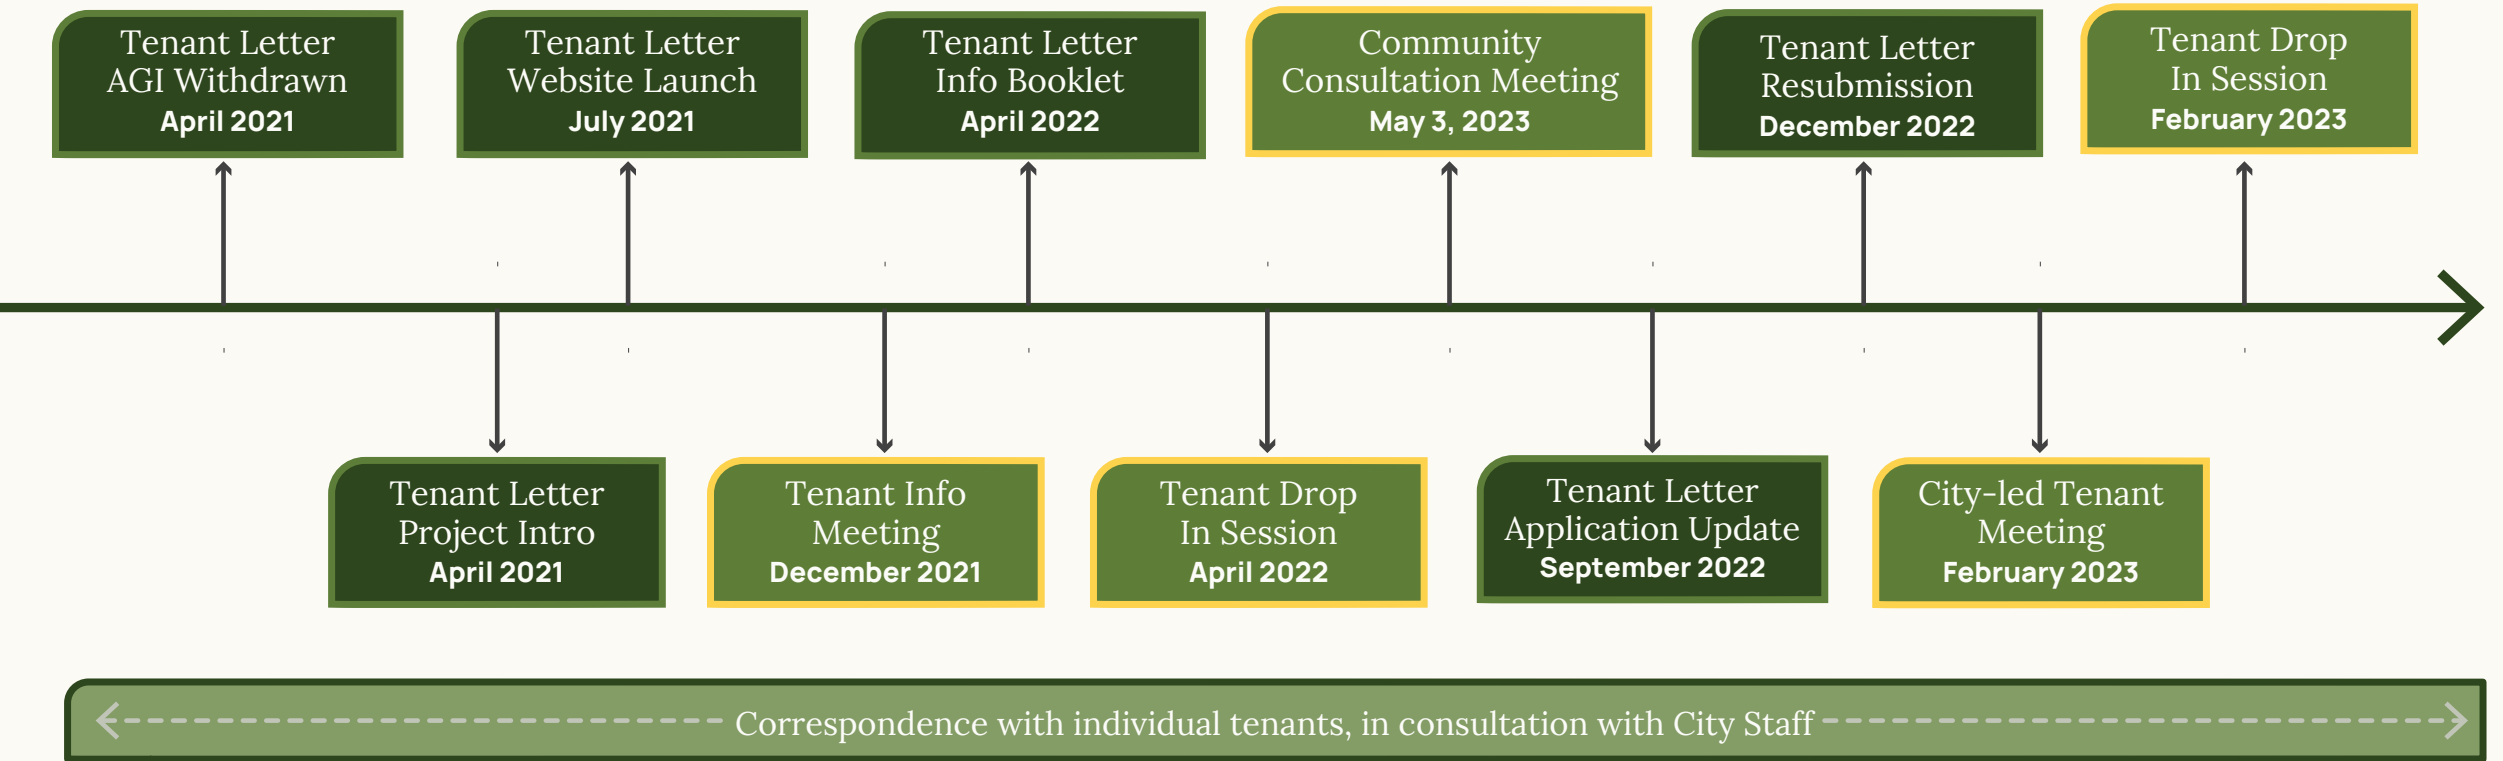 Tenant Letter
AGI Withdrawn
April 2021
Tenant Letter
Website Launch
July 2021
Tenant Letter
Info Booklet
April 2022
Community
Consultation Meeting
May 3, 2023
Tenant Letter
Resubmission
December 2022
Tenant Drop
In Session
February 2023
Tenant Letter
Project Intro
April 2021
Tenant Info
Meeting
December 2021
Tenant Drop
In Session
April 2022
Tenant Letter
Application Update
September 2022
City-led Tenant
Meeting
February 2023
Correspondence with individual tenants, in consultation with City Staff